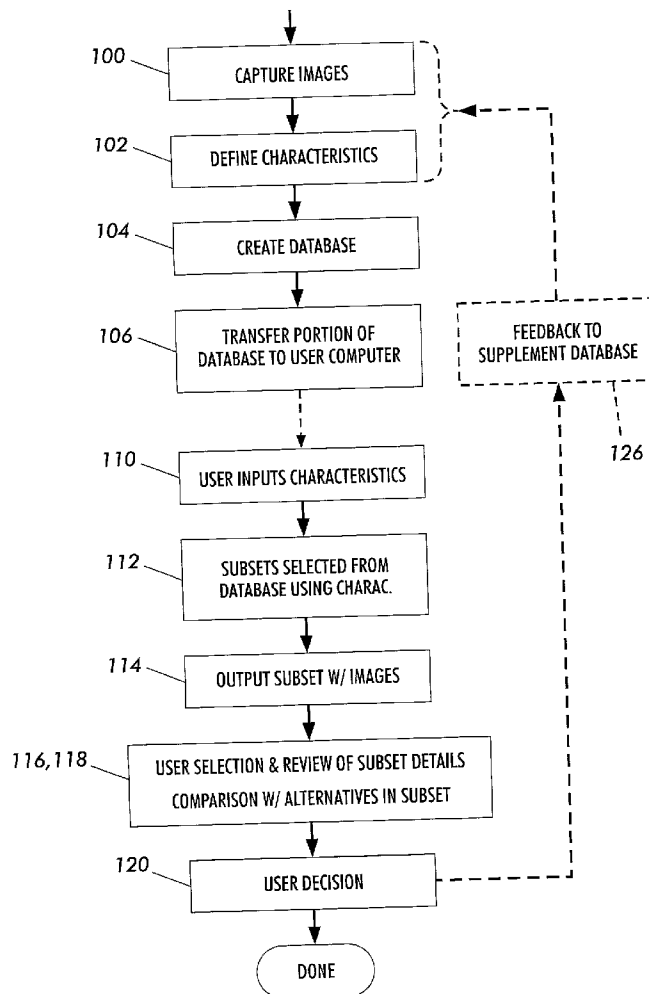 100
CAPTURE IMAGES
102
DEFINE CHARACTERISTICS
104
CREATE DATABASE
106
TRANSFER PORTION OF
DATABASE TO USER COMPUTER
FEEDBACK TO
SUPPLEMENT DATABASE
126
110
USER INPUTS CHARACTERISTICS
112
SUBSETS SELECTED FROM
DATABASE USING CHARAC.
114
OUTPUT SUBSET W/ IMAGES
116,118
USER SELECTION & REVIEW OF SUBSET DETAILS
COMPARISON W/ ALTERNATIVES IN SUBSET
120
USER DECISION
DONE